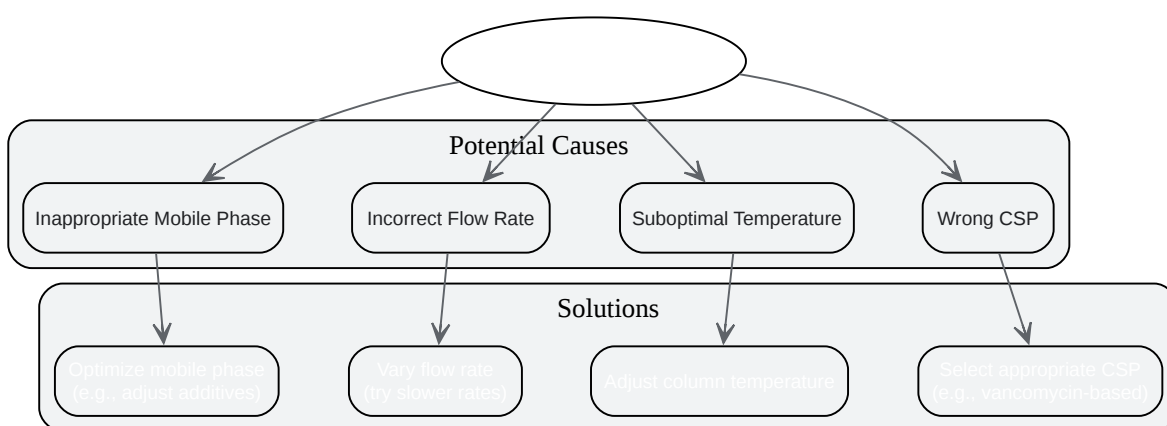 Potential Causes
Inappropriate Mobile Phase
Incorrect Flow Rate
Suboptimal Temperature
Wrong CSP
Solutions
Optimize mobile phase
(e.g., adjust additives)
Vary flow rate
(try slower rates)
Adjust column temperature
Select appropriate CSP
(e.g., vancomycin-based)